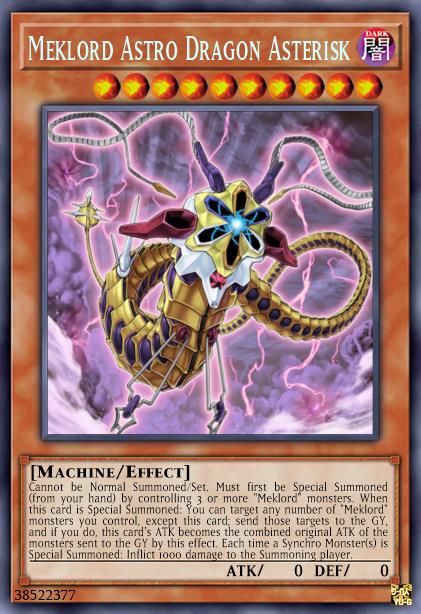 MEKLORD ASTRO DRAGON ASTERISK
DARK
闇
[MACHINE/EFFECT]
Cannot be Normal Summoned/Set. Must first be Special Summoned
(from your hand) by controlling 3 or more "Meklord" monsters. When
this card is Special Summoned: You can target any number of "Meklord"
monsters you control, except this card; send those targets to the GY,
and if you do, this card's ATK becomes the combined original ATK of the
monsters sent to the GY by this effect. Each time a Synchro Monster(s) is
Special Summoned: Inflict 1000 damage to the Summoning player.
ATK/ 0 DEF/ 0
38522377